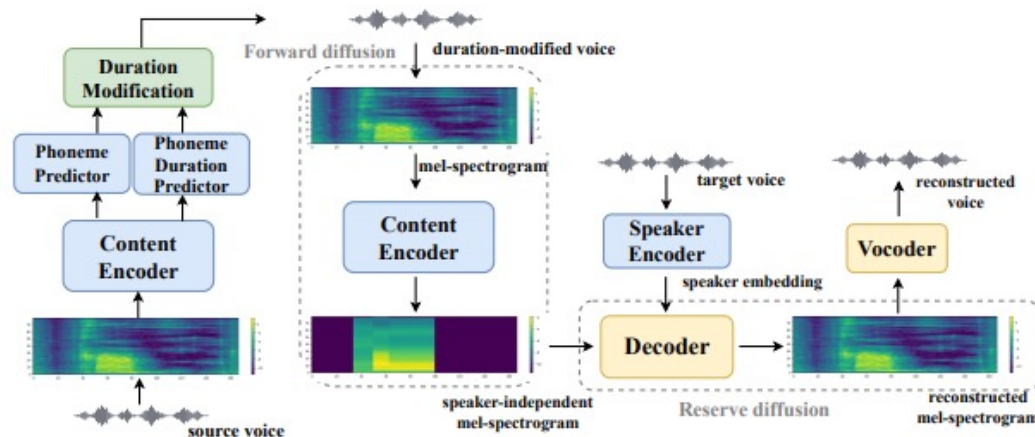 Forward diffusion
duration-modified voice
Duration
Modification
Phoneme
Predictor
Phoneme
Duration
Predictor
Content
Encoder
source voice
mel-spectrogram
Content
Encoder
speaker-independent
mel-spectrogram
target voice
Speaker
Encoder
speaker embedding
Decoder
reconstructed
voice
Vocoder
reconstructed
mel-spectrogram
Reserve diffusion